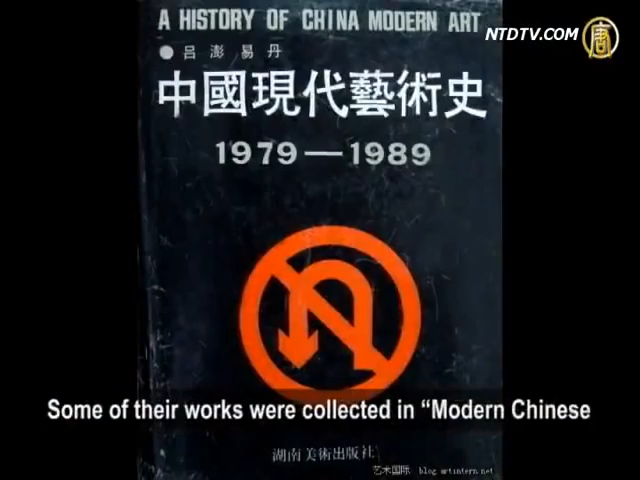 A HISTORY OF CHINA MODERN ART
NTDTV.COM
唐
●吕澎易丹
中國現代藝術史
1979—1989
Some of their works were collected in “Modern Chinese
湖南美術出版社
艺术国际 blog.artintern.net